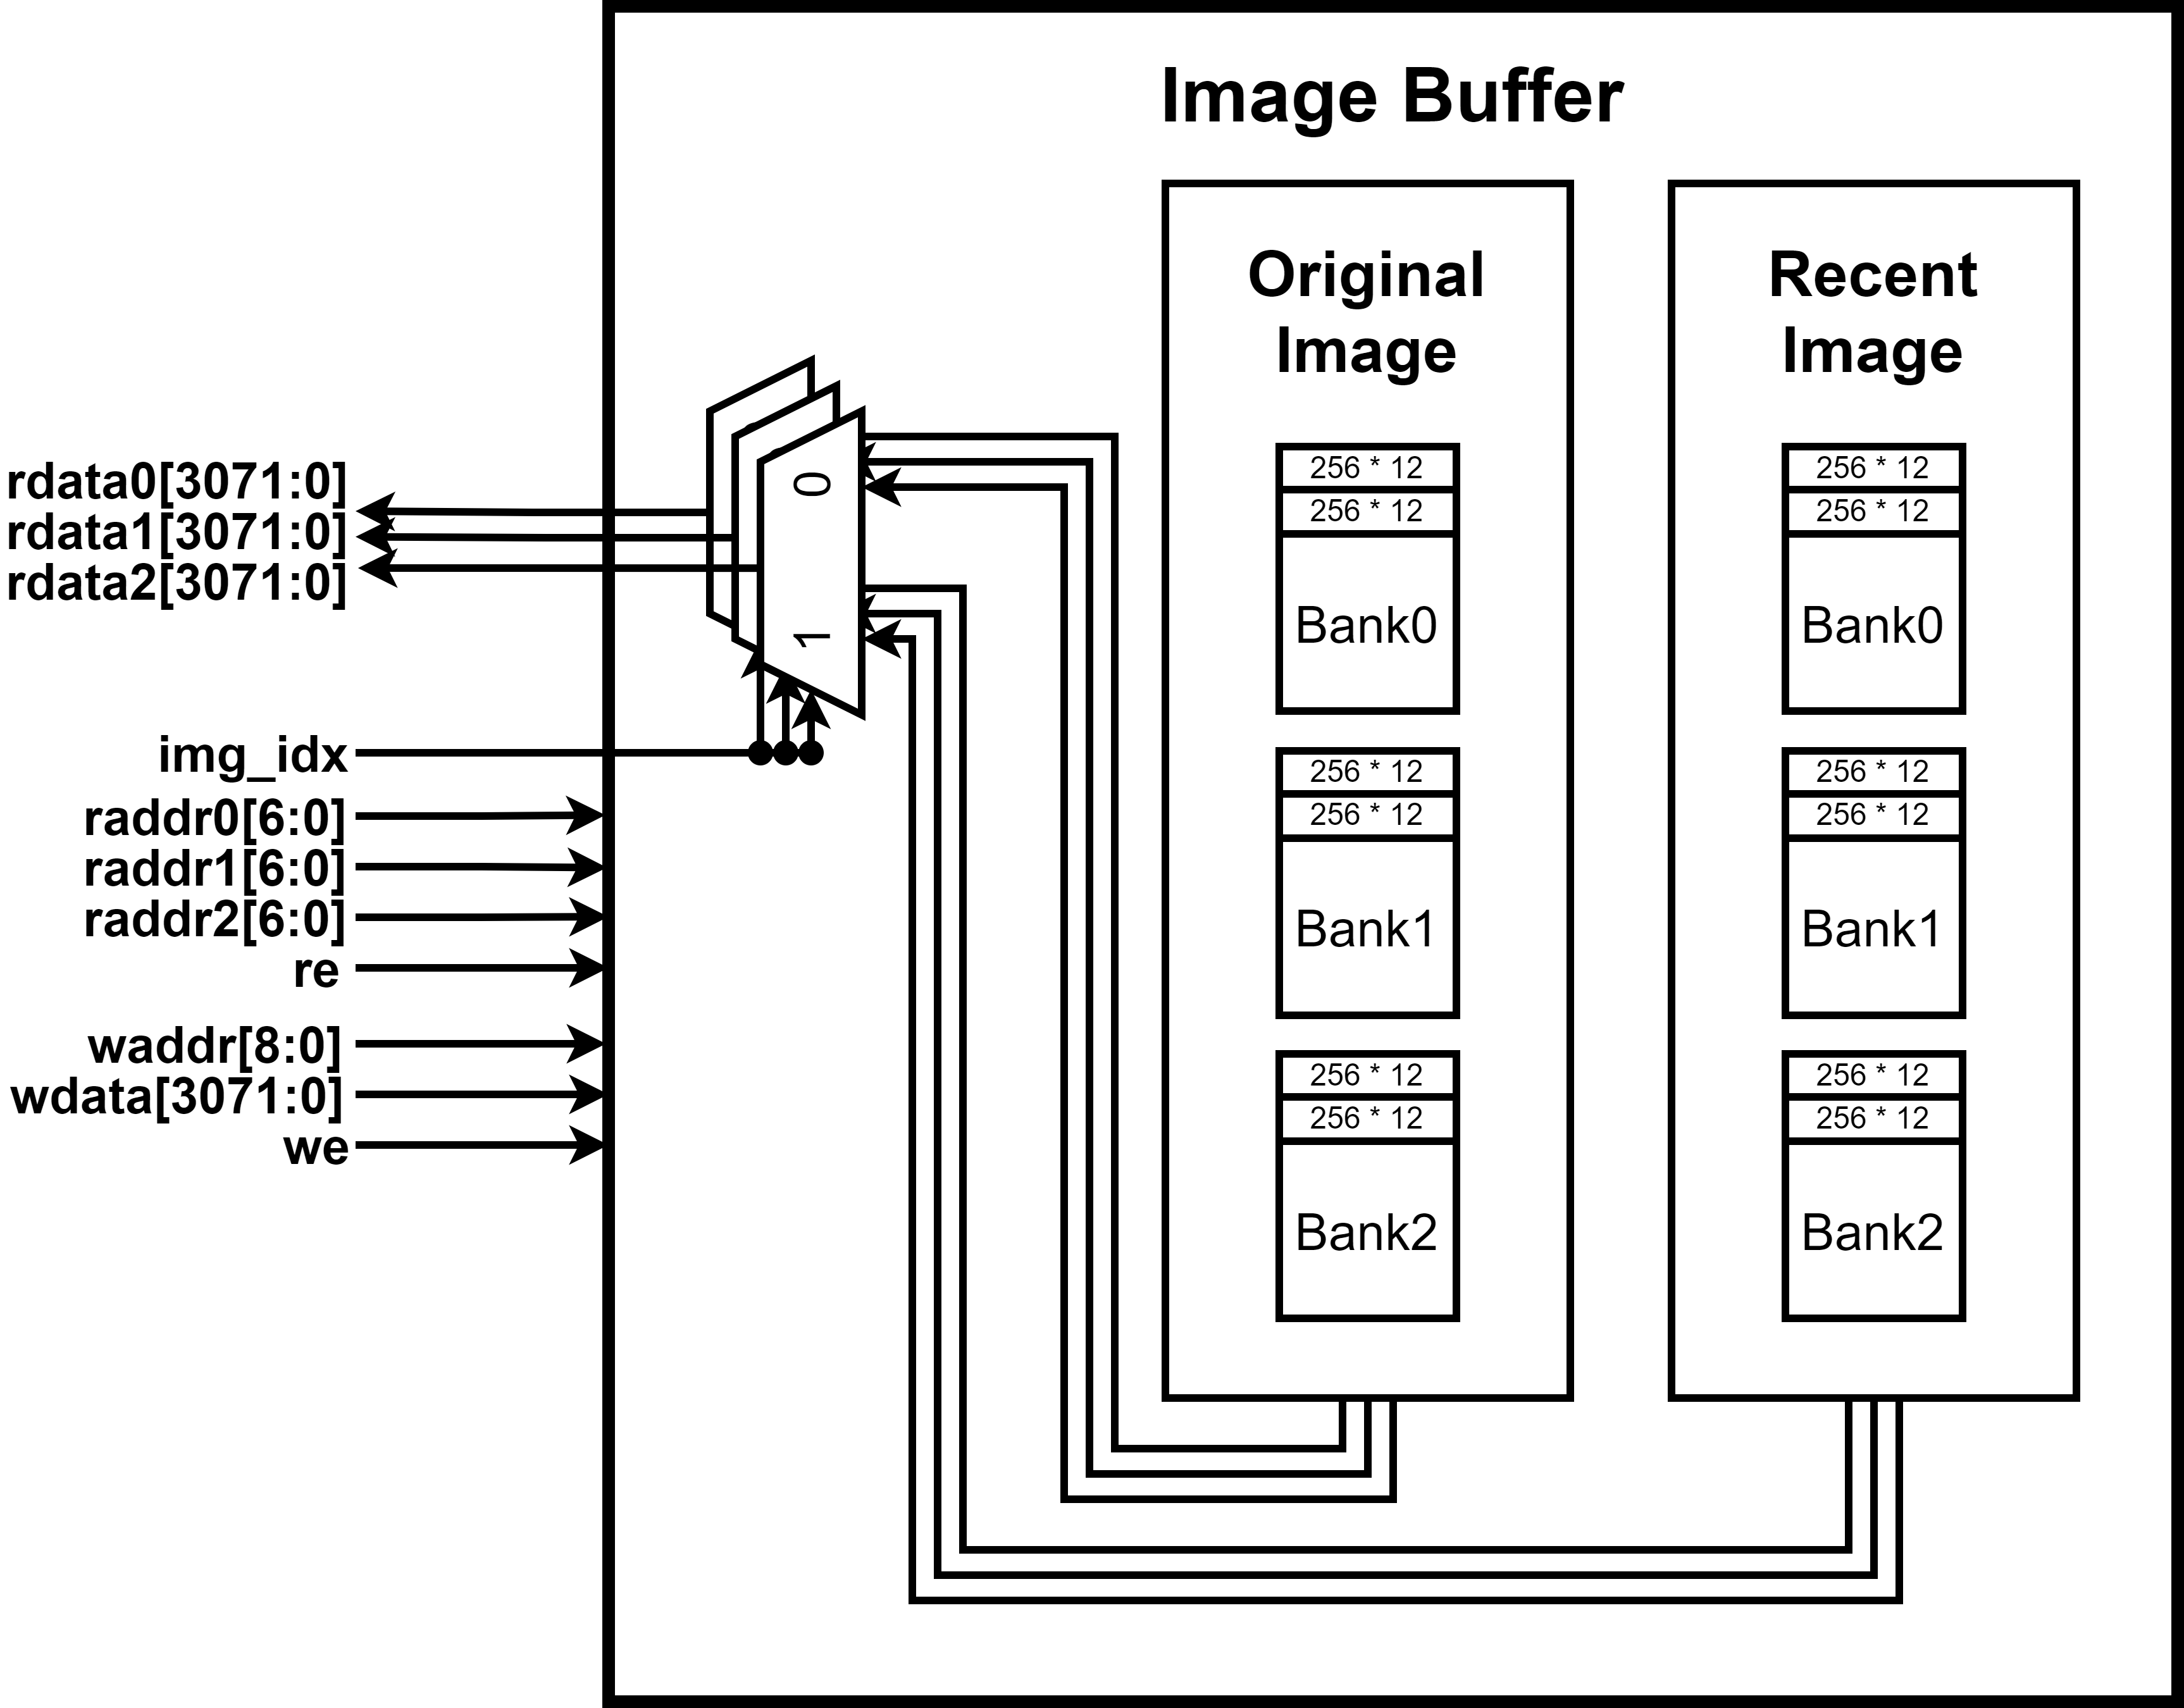 Image Buffer
Original
Image
256 * 12
256 * 12
Bank0
256 * 12
256 * 12
Bank1
256 * 12
256 * 12
Bank2
Recent
Image
256 * 12
256 * 12
Bank0
256 * 12
256 * 12
Bank1
256 * 12
256 * 12
Bank2
0
1
rdata0[3071:0]
rdata1[3071:0]
rdata2[3071:0]
img_idx
raddr0[6:0]
raddr1[6:0]
raddr2[6:0]
re
waddr[8:0]
wdata[3071:0]
we